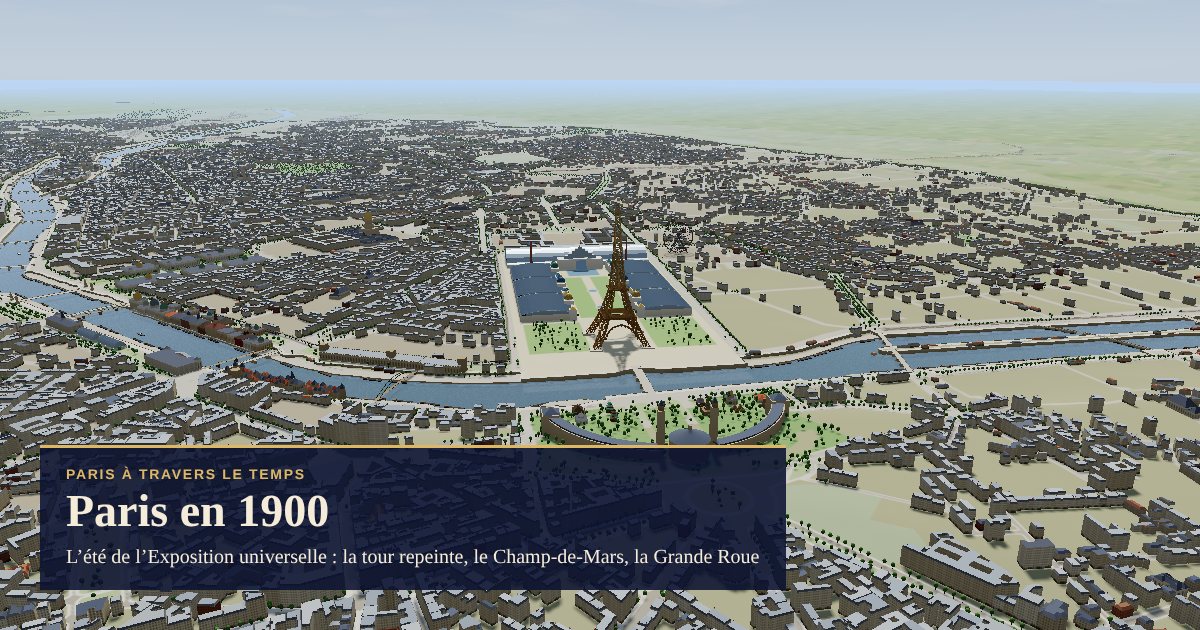 PARIS À TRAVERS LE TEMPS
Paris en 1900
L’été de l’Exposition universelle : la tour repeinte, le Champ-de-Mars, la Grande Roue